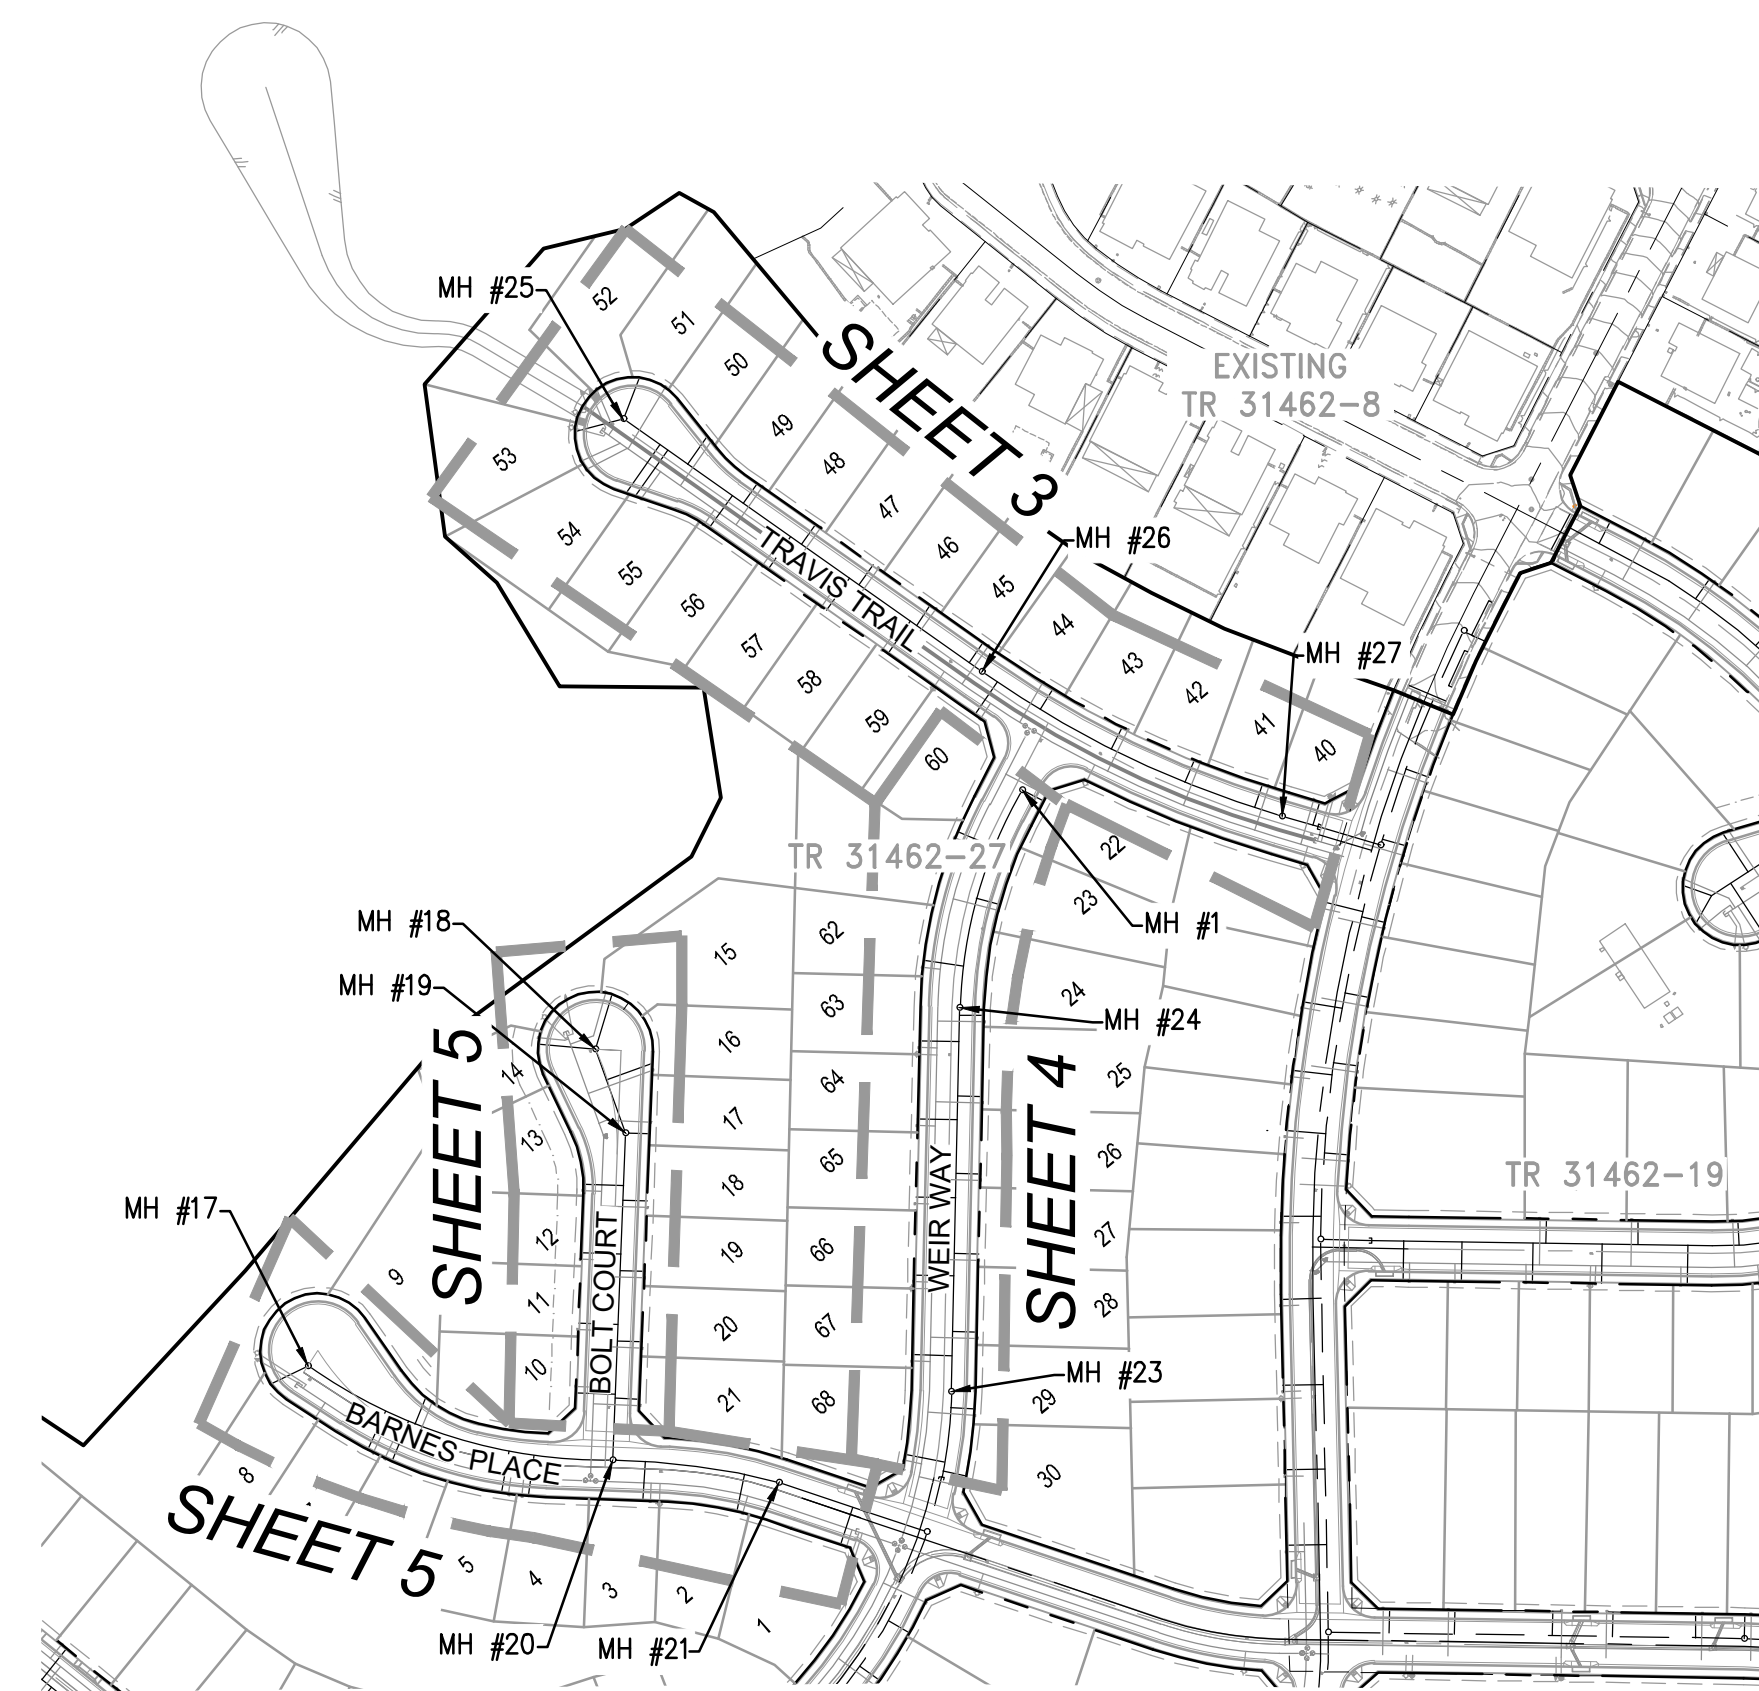 MH #25
52
51
50
SHEET 3
EXISTING
TR 31462-8
49
53
48
47
54
46
MH #26
TRAVIS TRAIL
55
45
56
44
57
43
MH #27
58
42
59
41
40
60
TR 31462-27
22
23
MH #1
MH #18
62
15
MH #19
24
63
MH #24
16
SHEET 5
14
64
25
SHEET 4
17
13
65
26
WEIR WAY
TR 31462-19
18
MH #17
12
BOLT COURT
19
66
27
9
11
20
67
28
10
MH #23
21
68
29
BARNES PLACE
8
30
SHEET 5
5
4
3
2
1
MH #20
MH #21